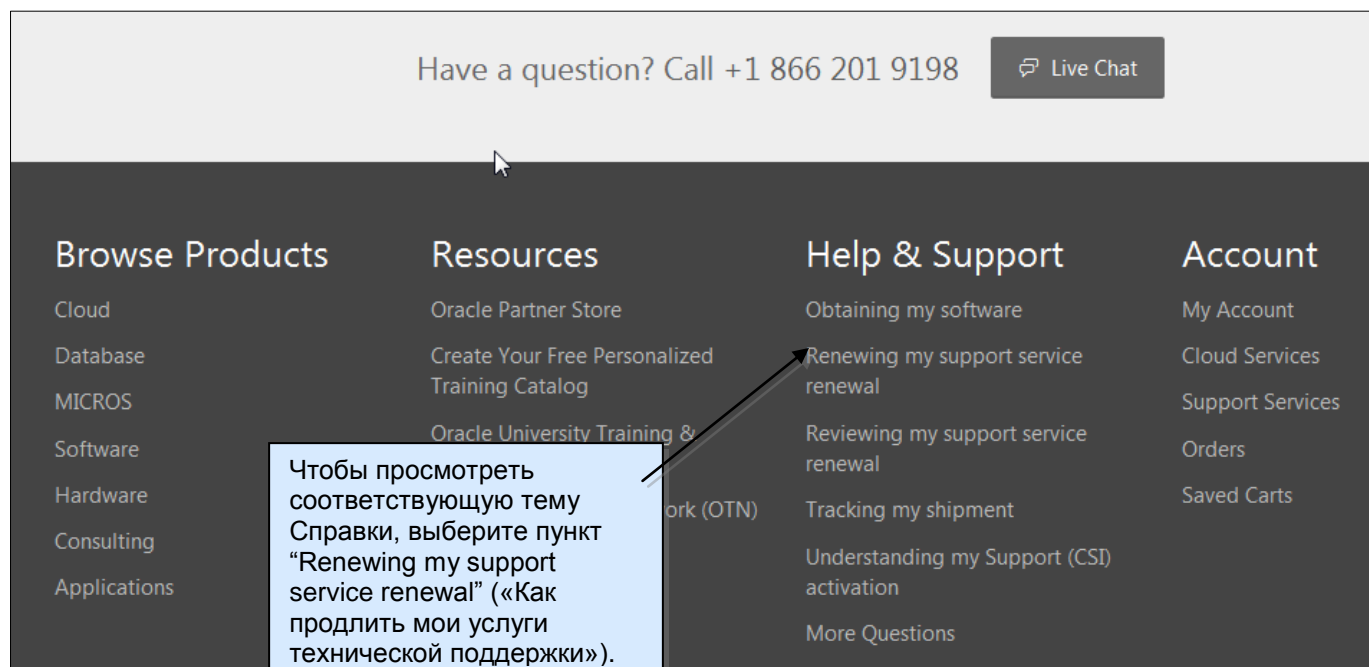 Have a question? Call +1 866 201 9198
Live Chat
Browse Products
Cloud
Database
MICROS
Software
Hardware
Consulting
Applications
Resources
Oracle Partner Store
Create Your Free Personalized
Training Catalog
Oracle University Training &
ork (OTN)
Help & Support
Obtaining my software
Renewing my support service
renewal
Reviewing my support service
renewal
Tracking my shipment
Understanding my Support (CSI)
activation
More Questions
Account
My Account
Cloud Services
Support Services
Orders
Saved Carts
Чтобы просмотреть
соответствующую тему
Справки, выберите пункт
“Renewing my support
service renewal” («Как
продлить мои услуги
технической поддержки»).